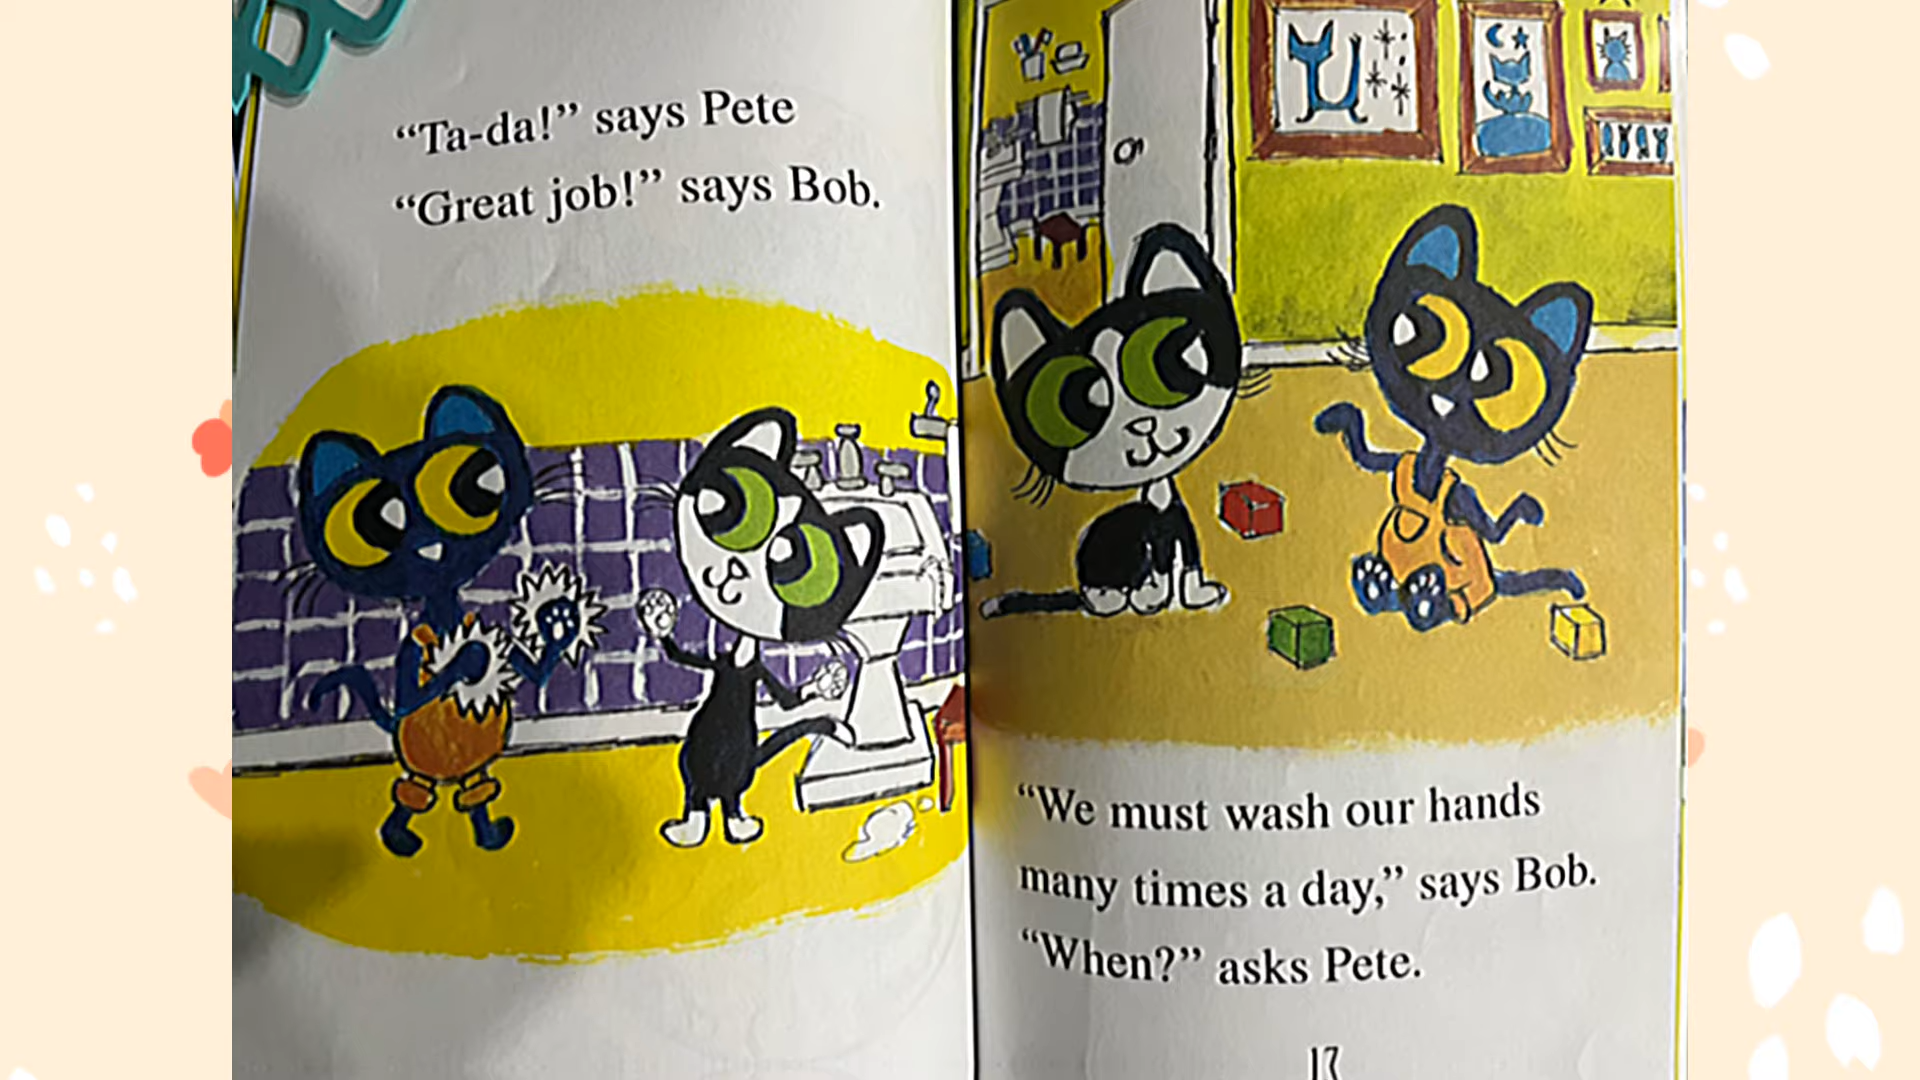 “Ta-da!” says Pete
“Great job!” says Bob.
“We must wash our hands
many times a day,” says Bob.
“When?” asks Pete.
17